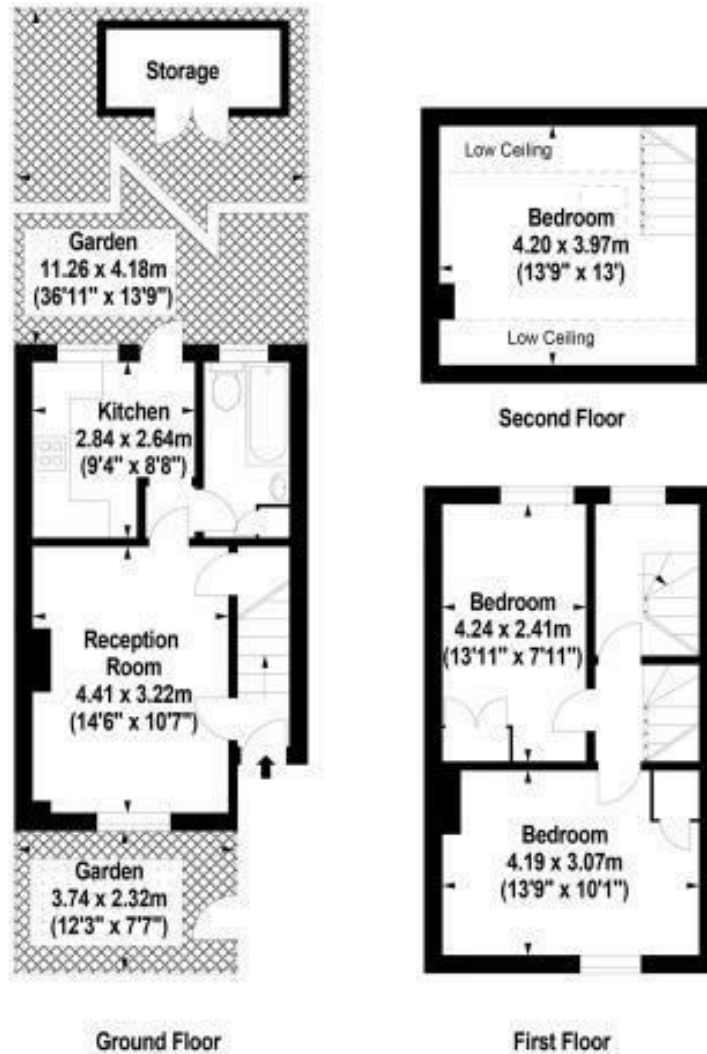 Storage
Garden
11.26 x 4.18m
(36'11" x 13'9")
Kitchen
2.84 x 2.64m
(9'4" x 8'8")
Reception
Room
4.41 x 3.22m
(14'6" x 10'7")
Garden
3.74 x 2.32m
(12'3" x 7'7")
Ground Floor
Low Ceiling
Bedroom
4.20 x 3.97m
(13'9" x 13')
Low Ceiling
Second Floor
Bedroom
4.24 x 2.41m
(13'11" x 7'11")
Bedroom
4.19 x 3.07m
(13'9" x 10'1")
First Floor